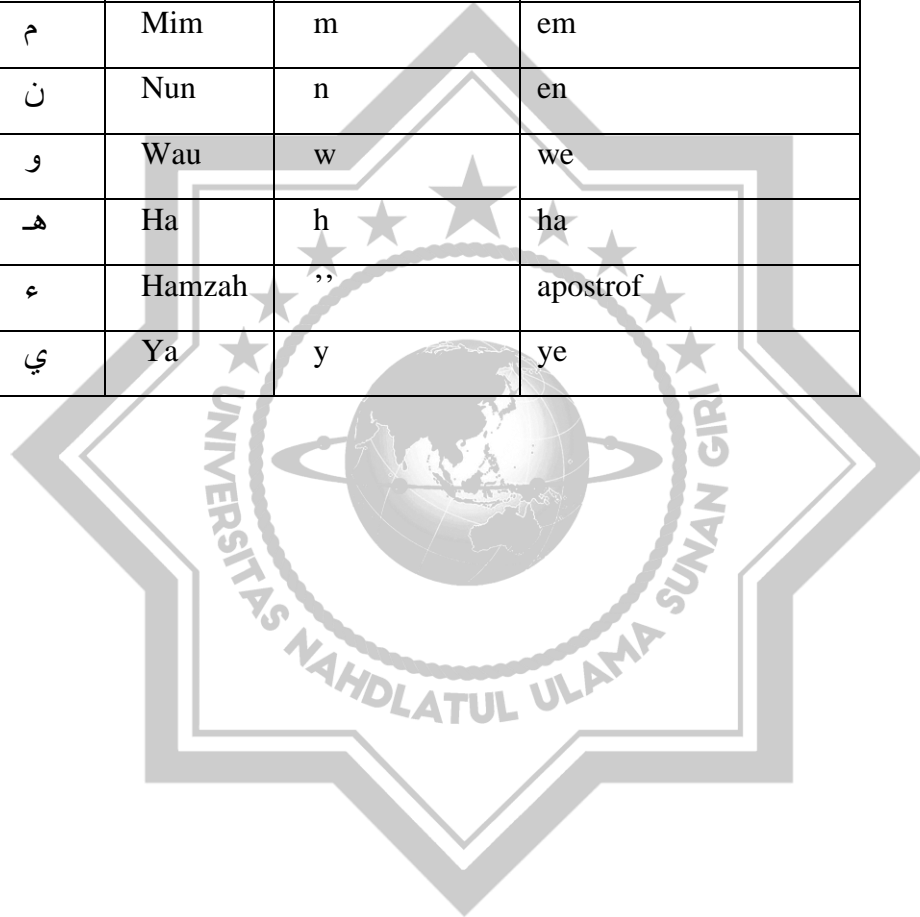 م Mim m em
ن Nun n en
و Wau w we
هـ Ha h ha
ء Hamzah ’’ apostrof
ي Ya y ye
UNIVERSITAS NAHDLATUL ULAMA SUNAN GIRI